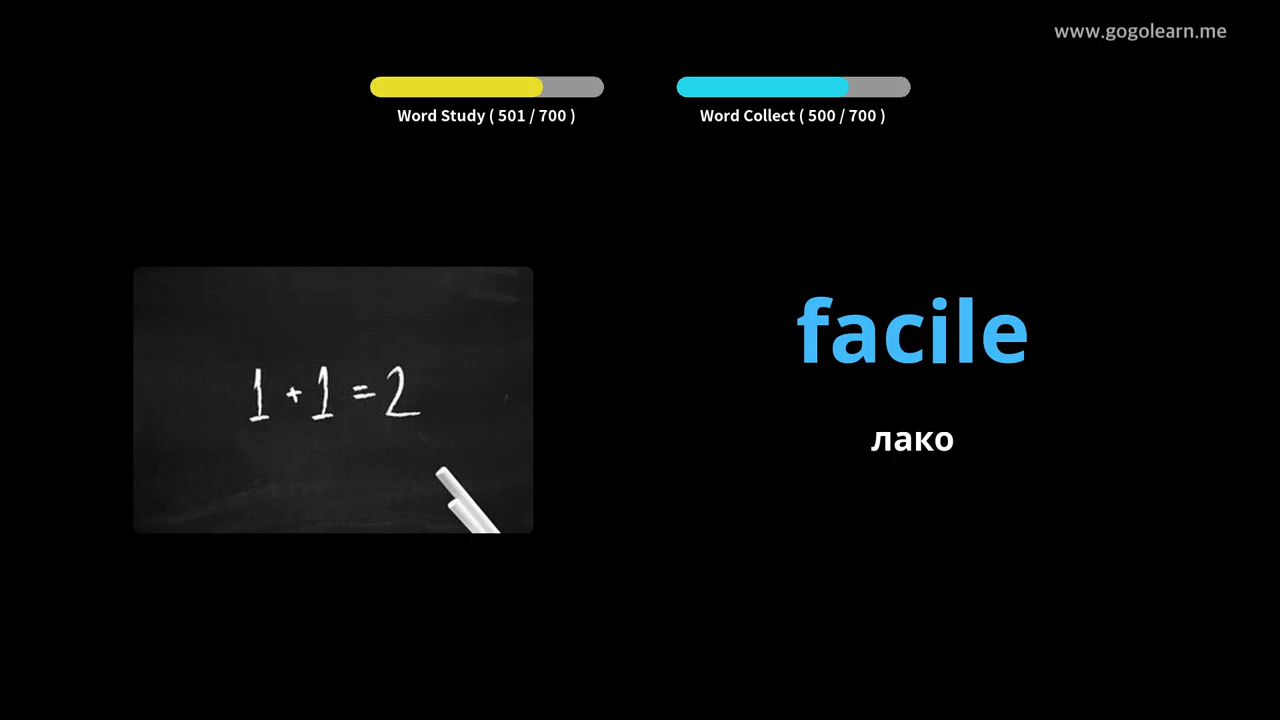 www.gogolearn.me
Word Study ( 501 / 700 )
Word Collect ( 500 / 700 )
1 + 1 = 2
facile
лако